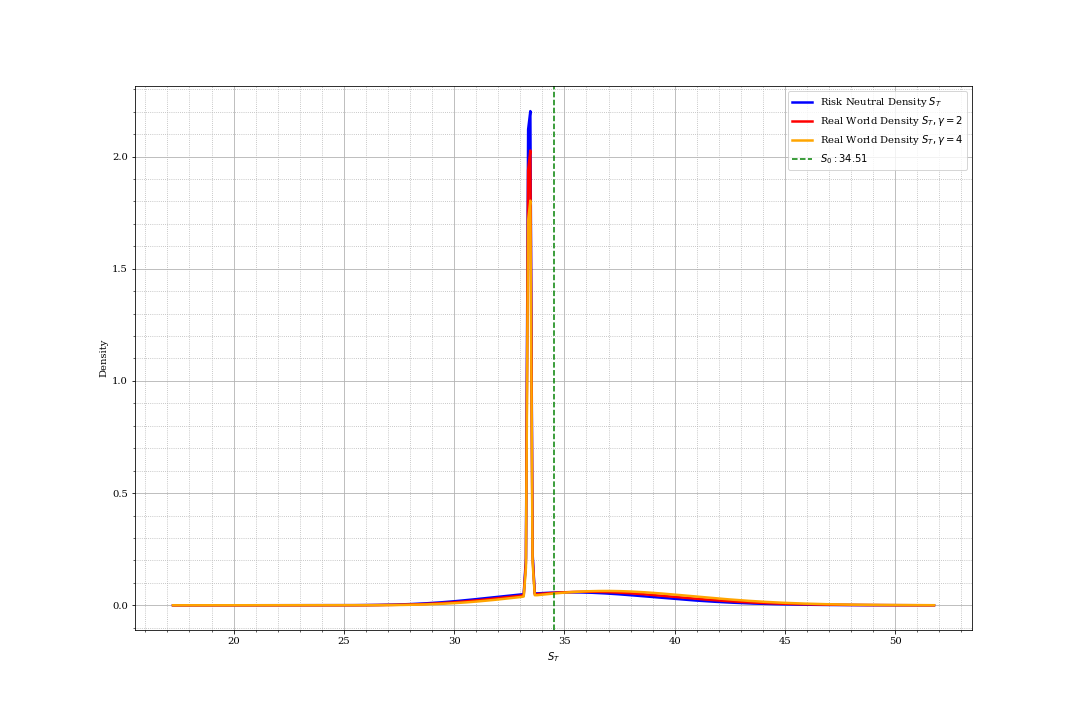 Risk Neutral Density $S_T$
Real World Density $S_T, γ = 2$
Real World Density $S_T, γ = 4$
$S_0 : 34.51$
2.0
1.5
1.0
0.5
0.0
Density
20 25 30 35 40 45 50
$S_T$